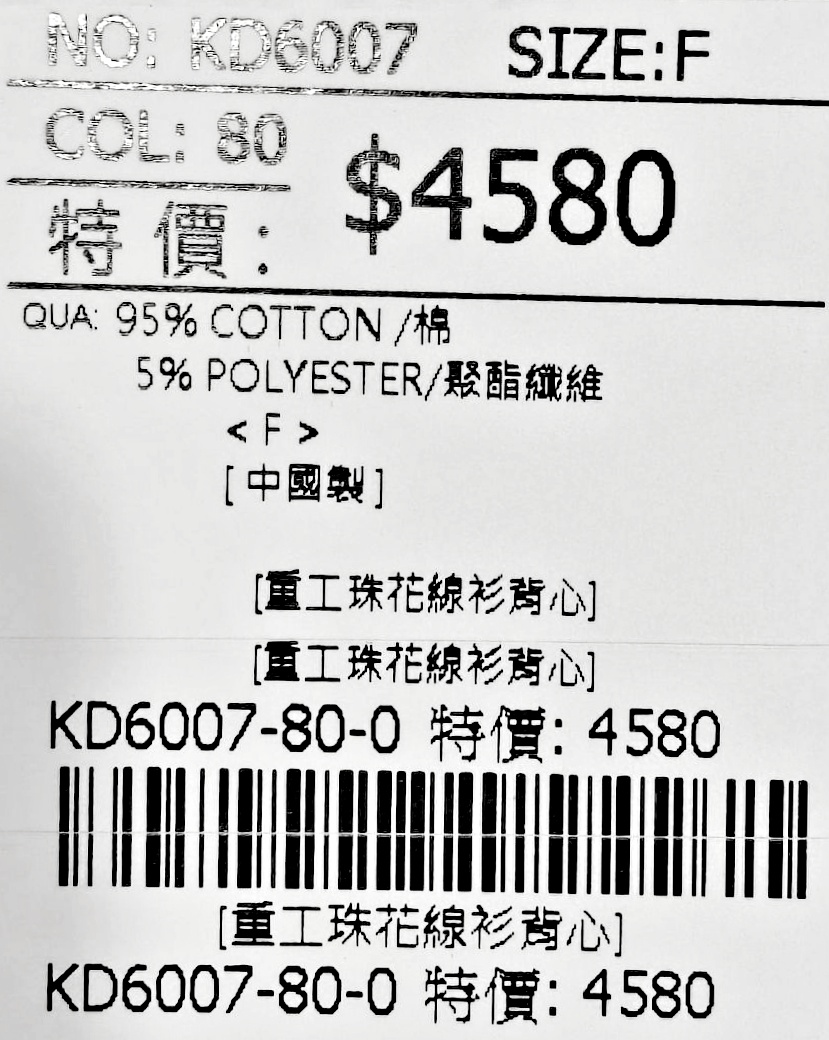 NO: KD6007 SIZE:F
COL: 80
特價: $4580
QUA: 95% COTTON /棉
5% POLYESTER/聚酯纖維
< F >
[中國製]
[重工珠花線衫背心]
[重工珠花線衫背心]
KD6007-80-0 特價: 4580
[重工珠花線衫背心]
KD6007-80-0 特價: 4580